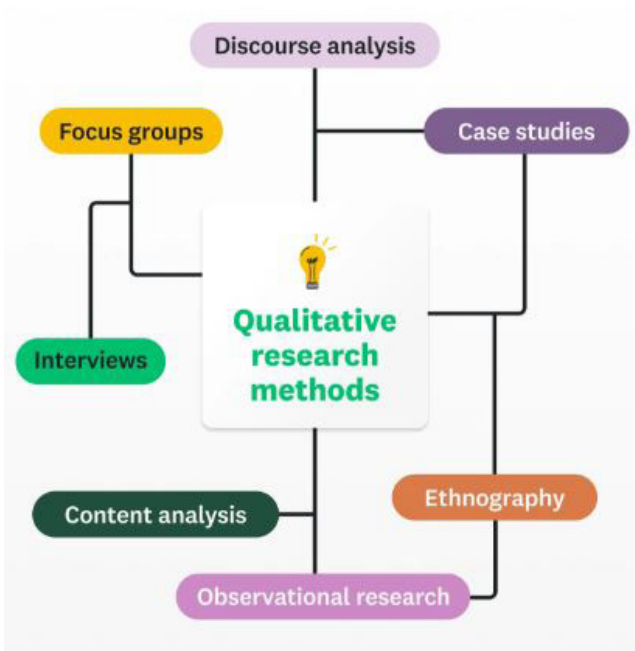 Discourse analysis
Focus groups
Case studies
Qualitative
research
methods
Interviews
Ethnography
Content analysis
Observational research